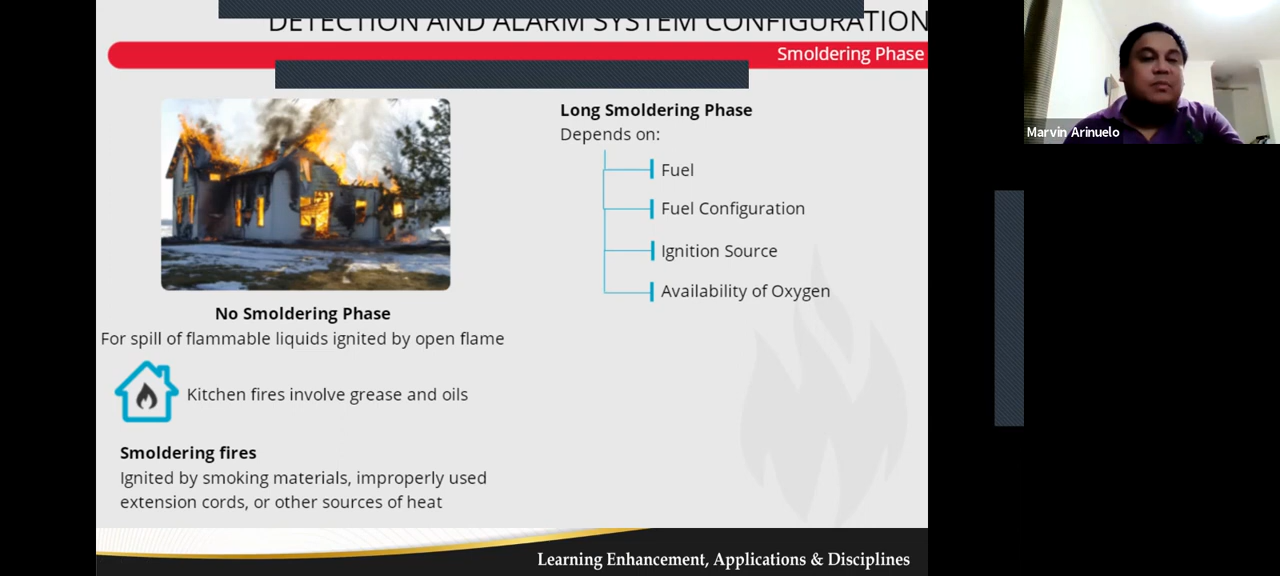 DETECTION AND ALARM SYSTEM CONFIGURATION
Smoldering Phase
Long Smoldering Phase
Depends on:
Fuel
Fuel Configuration
Ignition Source
Availability of Oxygen
No Smoldering Phase
For spill of flammable liquids ignited by open flame
Kitchen fires involve grease and oils
Smoldering fires
Ignited by smoking materials, improperly used
extension cords, or other sources of heat
Learning Enhancement, Applications & Disciplines
Marvin Arinuelo